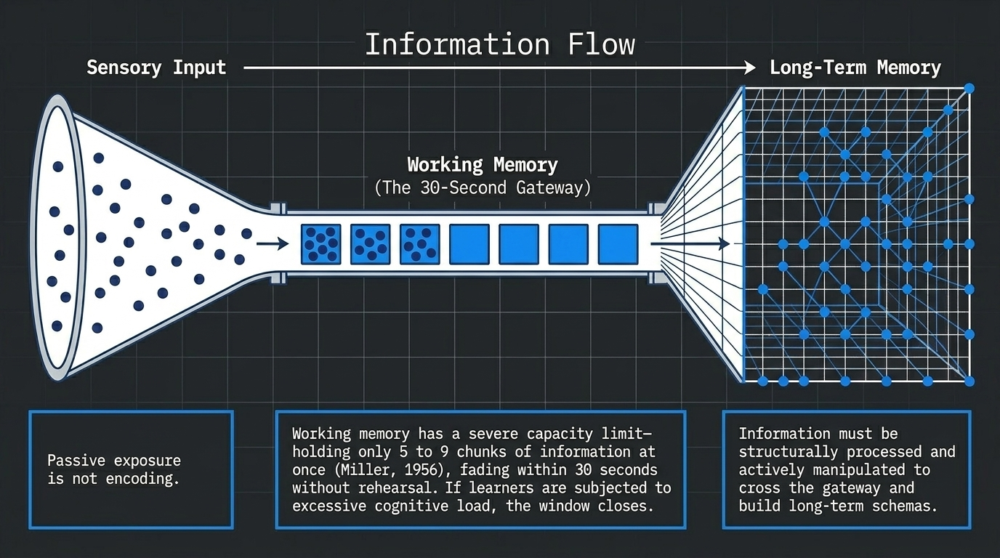 Information Flow
Sensory Input
Long-Term Memory
Working Memory
(The 30-Second Gateway)
Passive exposure
is not encoding.
Working memory has a severe capacity limit—
holding only 5 to 9 chunks of information at
once (Miller, 1956), fading within 30 seconds
without rehearsal. If learners are subjected to
excessive cognitive load, the window closes.
Information must be
structurally processed and
actively manipulated to
cross the gateway and
build long-term schemas.